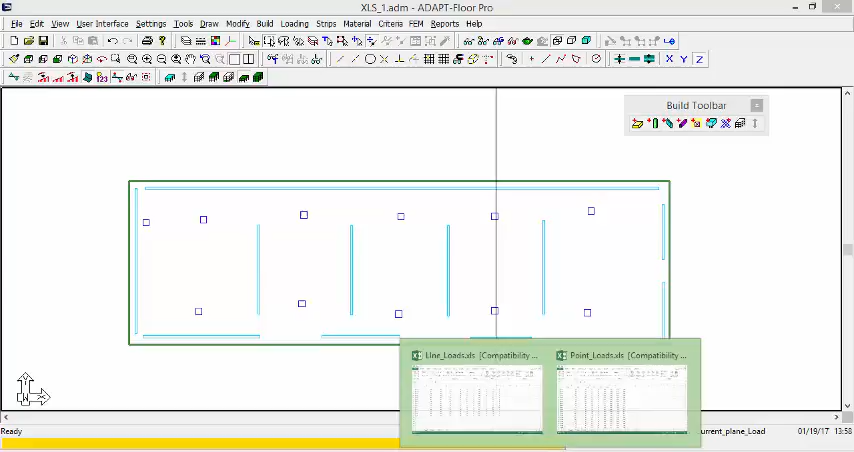 XLS_1.adm - ADAPT-Floor Pro
File Edit View User Interface Settings Tools Draw Modify Build Loading Strips Material Criteria FEM Reports Help
X Y Z
Build Toolbar
LIne_Loads.xls [Compatibility ... Point_Loads.xls [Compatibility ...
Ready urrent_plane_Load 01/19/17 13:58